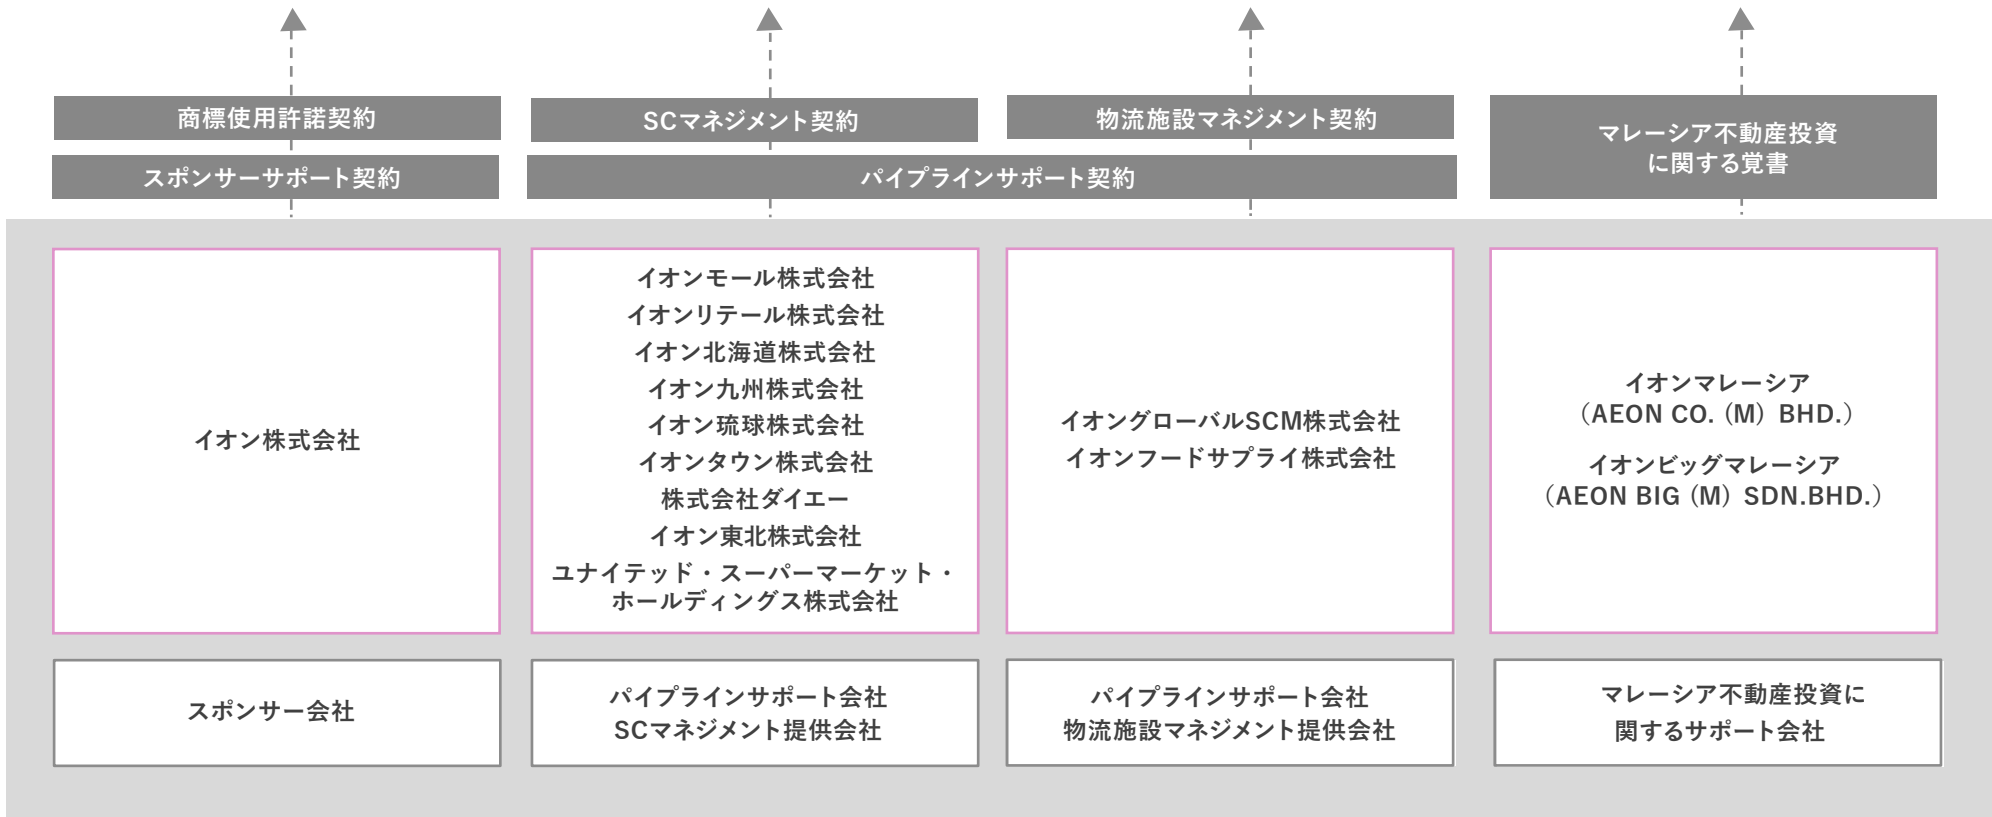 商標使用許諾契約
スポンサーサポート契約
SCマネジメント契約
物流施設マネジメント契約
パイプラインサポート契約
マレーシア不動産投資
に関する覚書
イオン株式会社
イオンモール株式会社
イオンリテール株式会社
イオン北海道株式会社
イオン九州株式会社
イオン琉球株式会社
イオンタウン株式会社
株式会社ダイエー
イオン東北株式会社
ユナイテッド・スーパーマーケット・
ホールディングス株式会社
イオングローバルSCM株式会社
イオンフードサプライ株式会社
イオンマレーシア
（AEON CO. (M) BHD.）
イオンビッグマレーシア
（AEON BIG (M) SDN.BHD.）
スポンサー会社
パイプラインサポート会社
SCマネジメント提供会社
パイプラインサポート会社
物流施設マネジメント提供会社
マレーシア不動産投資に
関するサポート会社